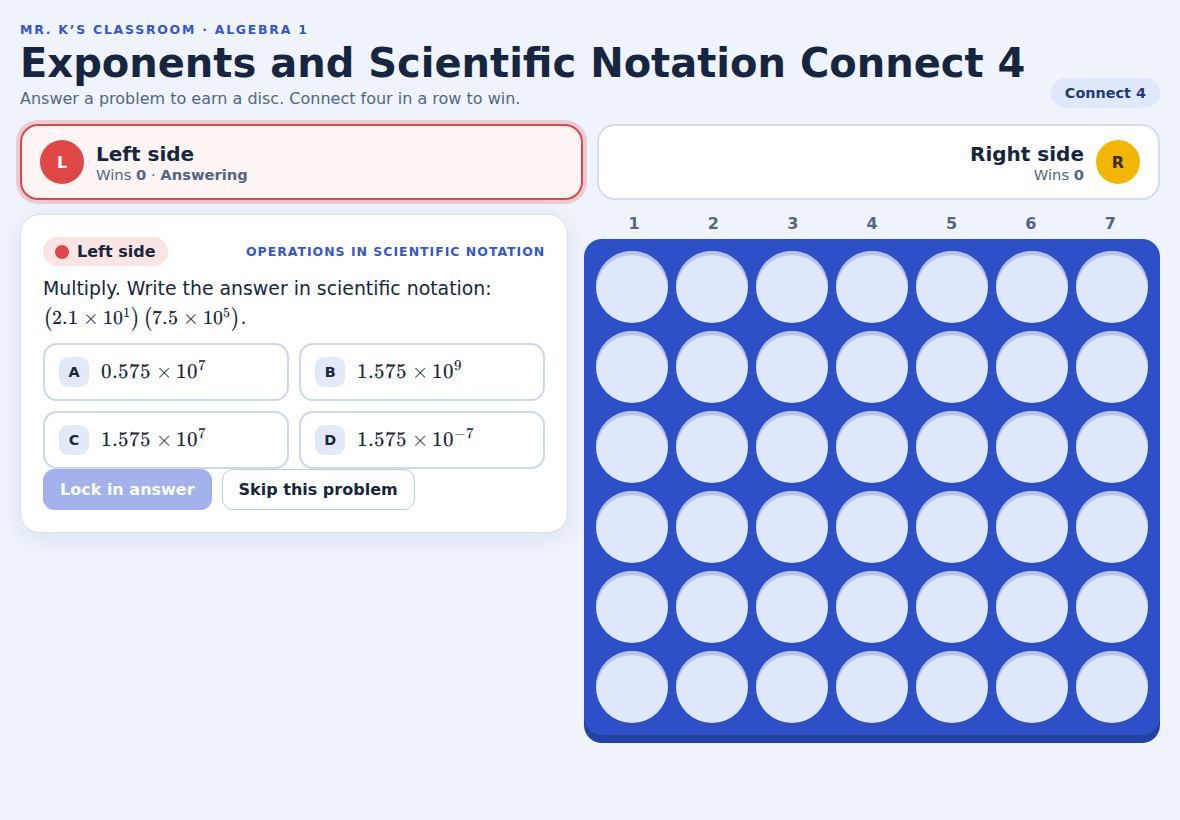 MR. K'S CLASSROOM · ALGEBRA 1
Exponents and Scientific Notation Connect 4
Answer a problem to earn a disc. Connect four in a row to win.
Connect 4
L
Left side
Wins 0 · Answering
Right side
Wins 0
R
Left side
OPERATIONS IN SCIENTIFIC NOTATION
Multiply. Write the answer in scientific notation:
(2.1 × 10¹) (7.5 × 10⁵).
A 0.575 × 10⁷
B 1.575 × 10⁹
C 1.575 × 10⁷
D 1.575 × 10⁻⁷
Lock in answer
Skip this problem
1 2 3 4 5 6 7